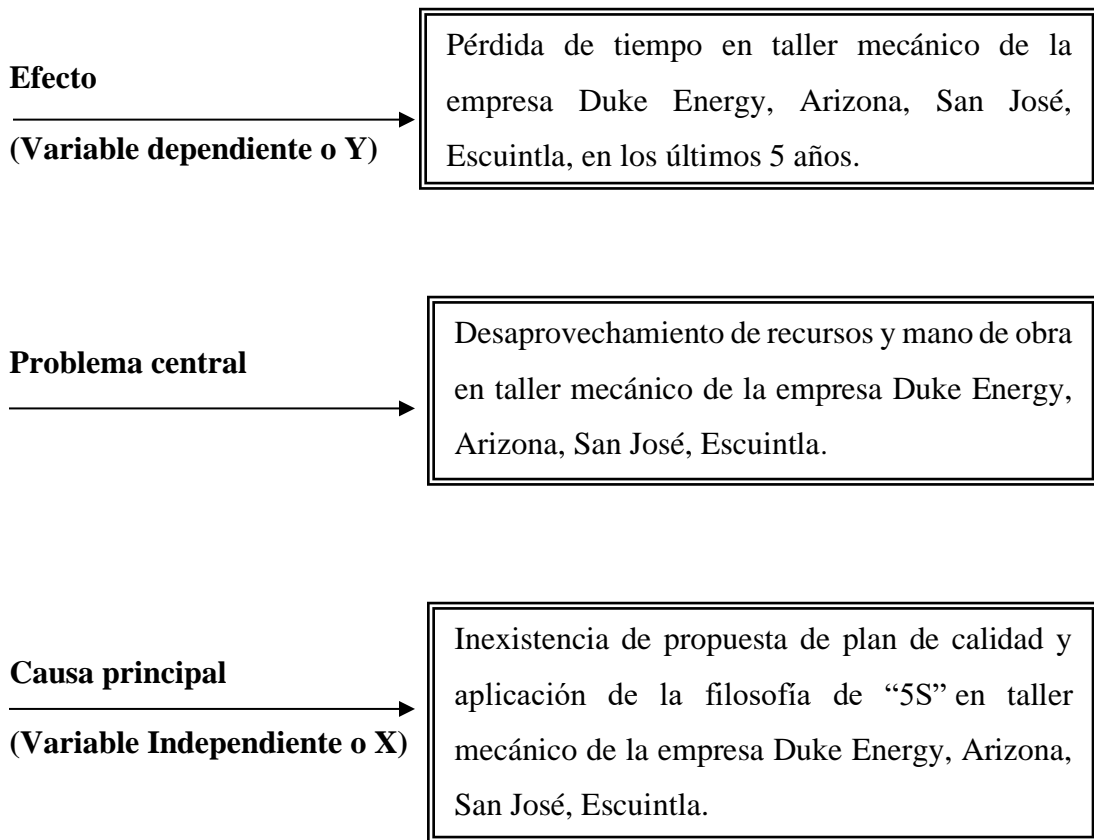 Efecto
(Variable dependiente o Y)
Pérdida de tiempo en taller mecánico de la
empresa Duke Energy, Arizona, San José,
Escuintla, en los últimos 5 años.
Problema central
Desaprovechamiento de recursos y mano de obra
en taller mecánico de la empresa Duke Energy,
Arizona, San José, Escuintla.
Causa principal
(Variable Independiente o X)
Inexistencia de propuesta de plan de calidad y
aplicación de la filosofía de “5S” en taller
mecánico de la empresa Duke Energy, Arizona,
San José, Escuintla.